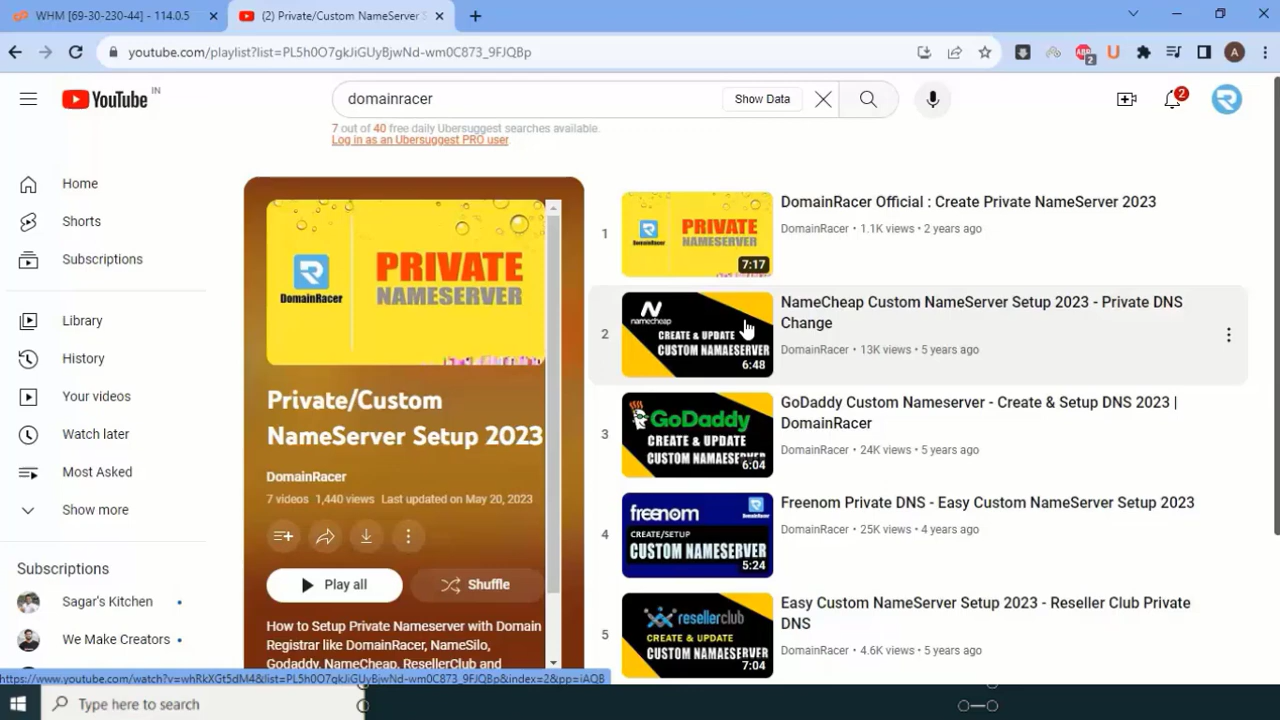 WHM [69-30-230-44] - 114.0.5
(2) Private/Custom NameServer S
youtube.com/playlist?list=PL5h0O7gkJiGUyBjwNd-wm0C873_9FJQBp
ABP
2
U
A
YouTube IN
domainracer
Show Data
2
7 out of 40 free daily Ubersuggest searches available.
Log in as an Ubersuggest PRO user
Home
Shorts
Subscriptions
Library
History
Your videos
Watch later
Most Asked
Show more
Subscriptions
Sagar's Kitchen
We Make Creators
DomainRacer
PRIVATE
NAMESERVER
Private/Custom
NameServer Setup 2023
DomainRacer
7 videos 1,440 views Last updated on May 20, 2023
Play all
Shuffle
How to Setup Private Nameserver with Domain
Registrar like DomainRacer, NameSilo,
Godaddy, NameCheap, ResellerClub and
1
DomainRacer
PRIVATE
NAMESERVER
7:17
DomainRacer Official : Create Private NameServer 2023
DomainRacer • 1.1K views • 2 years ago
2
namecheap
CREATE & UPDATE
CUSTOM NAMAESERVER
6:48
NameCheap Custom NameServer Setup 2023 - Private DNS
Change
DomainRacer • 13K views • 5 years ago
3
GoDaddy
CREATE & UPDATE
6:04
GoDaddy Custom Nameserver - Create & Setup DNS 2023 |
DomainRacer
DomainRacer • 24K views • 5 years ago
4
freenom
CREATE/SETUP
CUSTOM NAMESERVER
5:24
Freenom Private DNS - Easy Custom NameServer Setup 2023
DomainRacer • 25K views • 4 years ago
5
resellerclub
CREATE & UPDATE
CUSTOM NAMAESERVER
7:04
Easy Custom NameServer Setup 2023 - Reseller Club Private
DNS
DomainRacer • 4.6K views • 5 years ago
https://www.youtube.com/watch?v=whRkXGt5dM4&list=PL5h0O7gkJiGUyBjwNd-wm0C873_9FJQBp&index=2&pp=iAQB
Type here to search